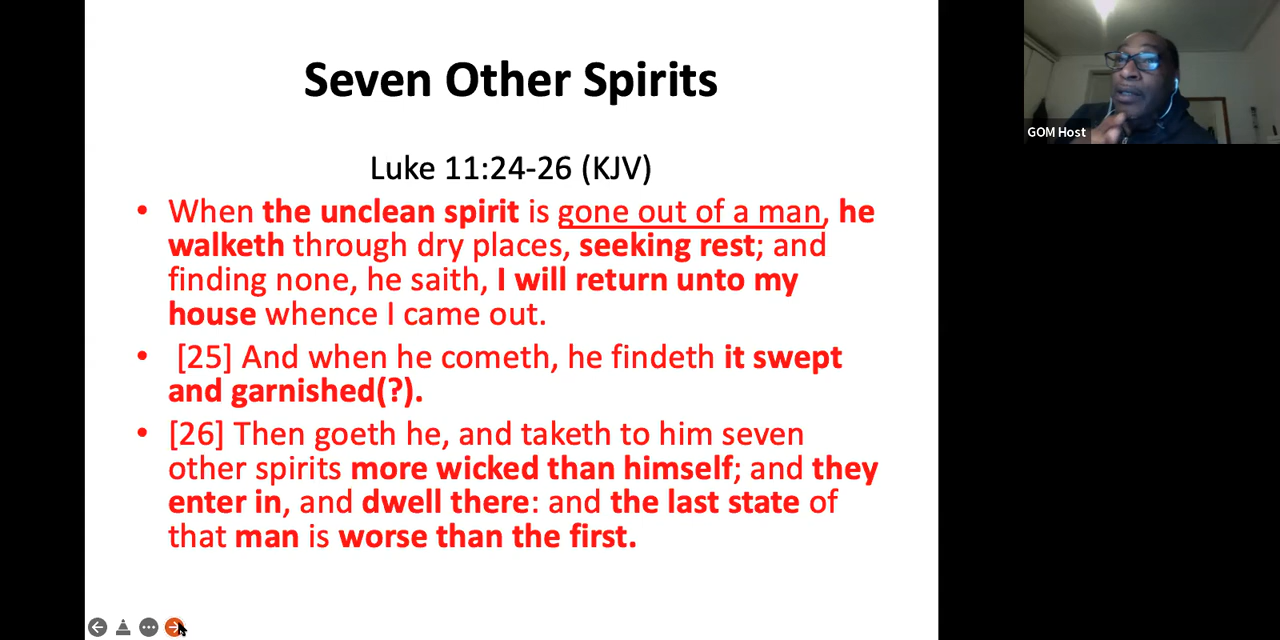 Seven Other Spirits
Luke 11:24-26 (KJV)
• When the unclean spirit is gone out of a man, he
walketh through dry places, seeking rest; and
finding none, he saith, I will return unto my
house whence I came out.
• [25] And when he cometh, he findeth it swept
and garnished(?).
• [26] Then goeth he, and taketh to him seven
other spirits more wicked than himself; and they
enter in, and dwell there: and the last state of
that man is worse than the first.
GOM Host